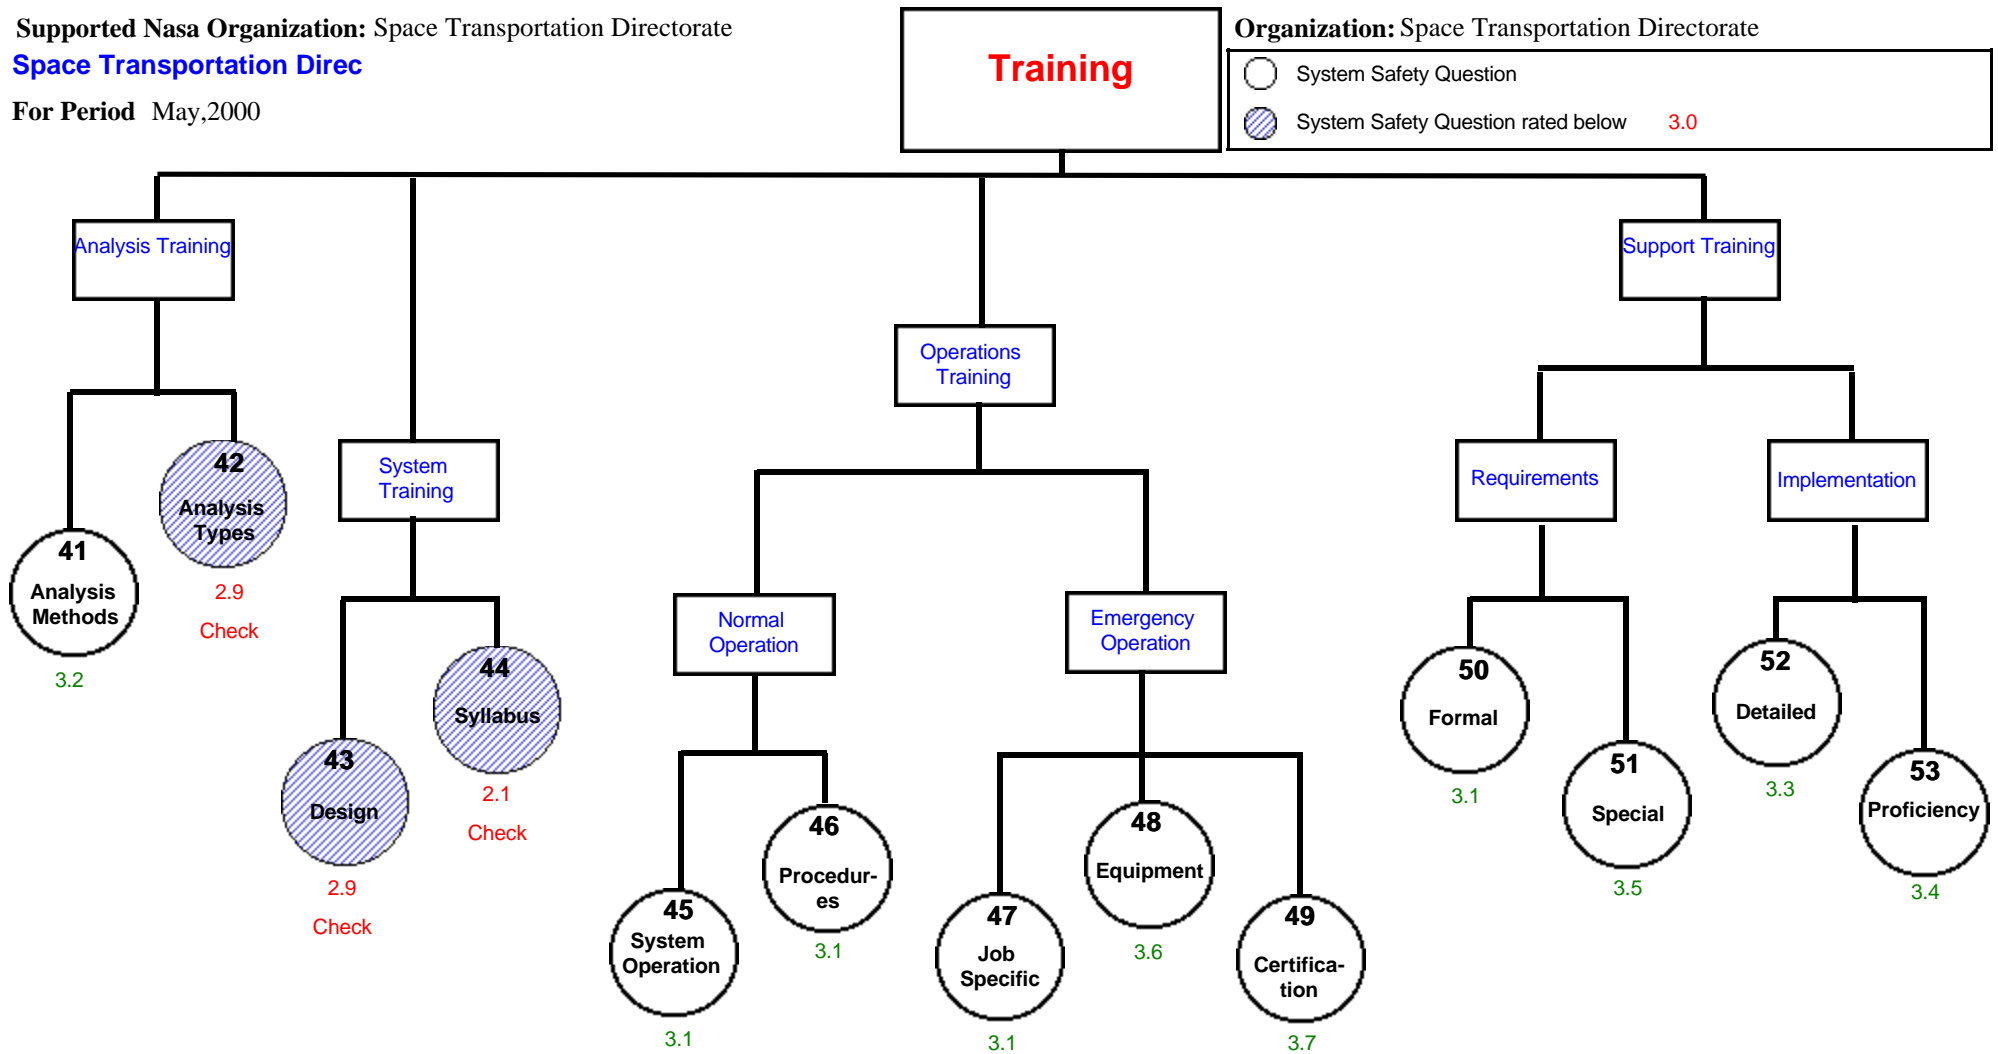 Supported Nasa Organization: Space Transportation Directorate
Space Transportation Direc
For Period May,2000
Training
Organization: Space Transportation Directorate
System Safety Question
System Safety Question rated below 3.0
Analysis Training
Support Training
Operations
Training
System
Training
Requirements
Implementation
Normal
Operation
Emergency
Operation
41
Analysis
Methods
3.2
42
Analysis
Types
2.9
Check
43
Design
2.9
Check
44
Syllabus
2.1
Check
45
System
Operation
3.1
46
Procedur-
es
3.1
47
Job
Specific
3.1
48
Equipment
3.6
49
Certifica-
tion
3.7
50
Formal
3.1
51
Special
3.5
52
Detailed
3.3
53
Proficiency
3.4